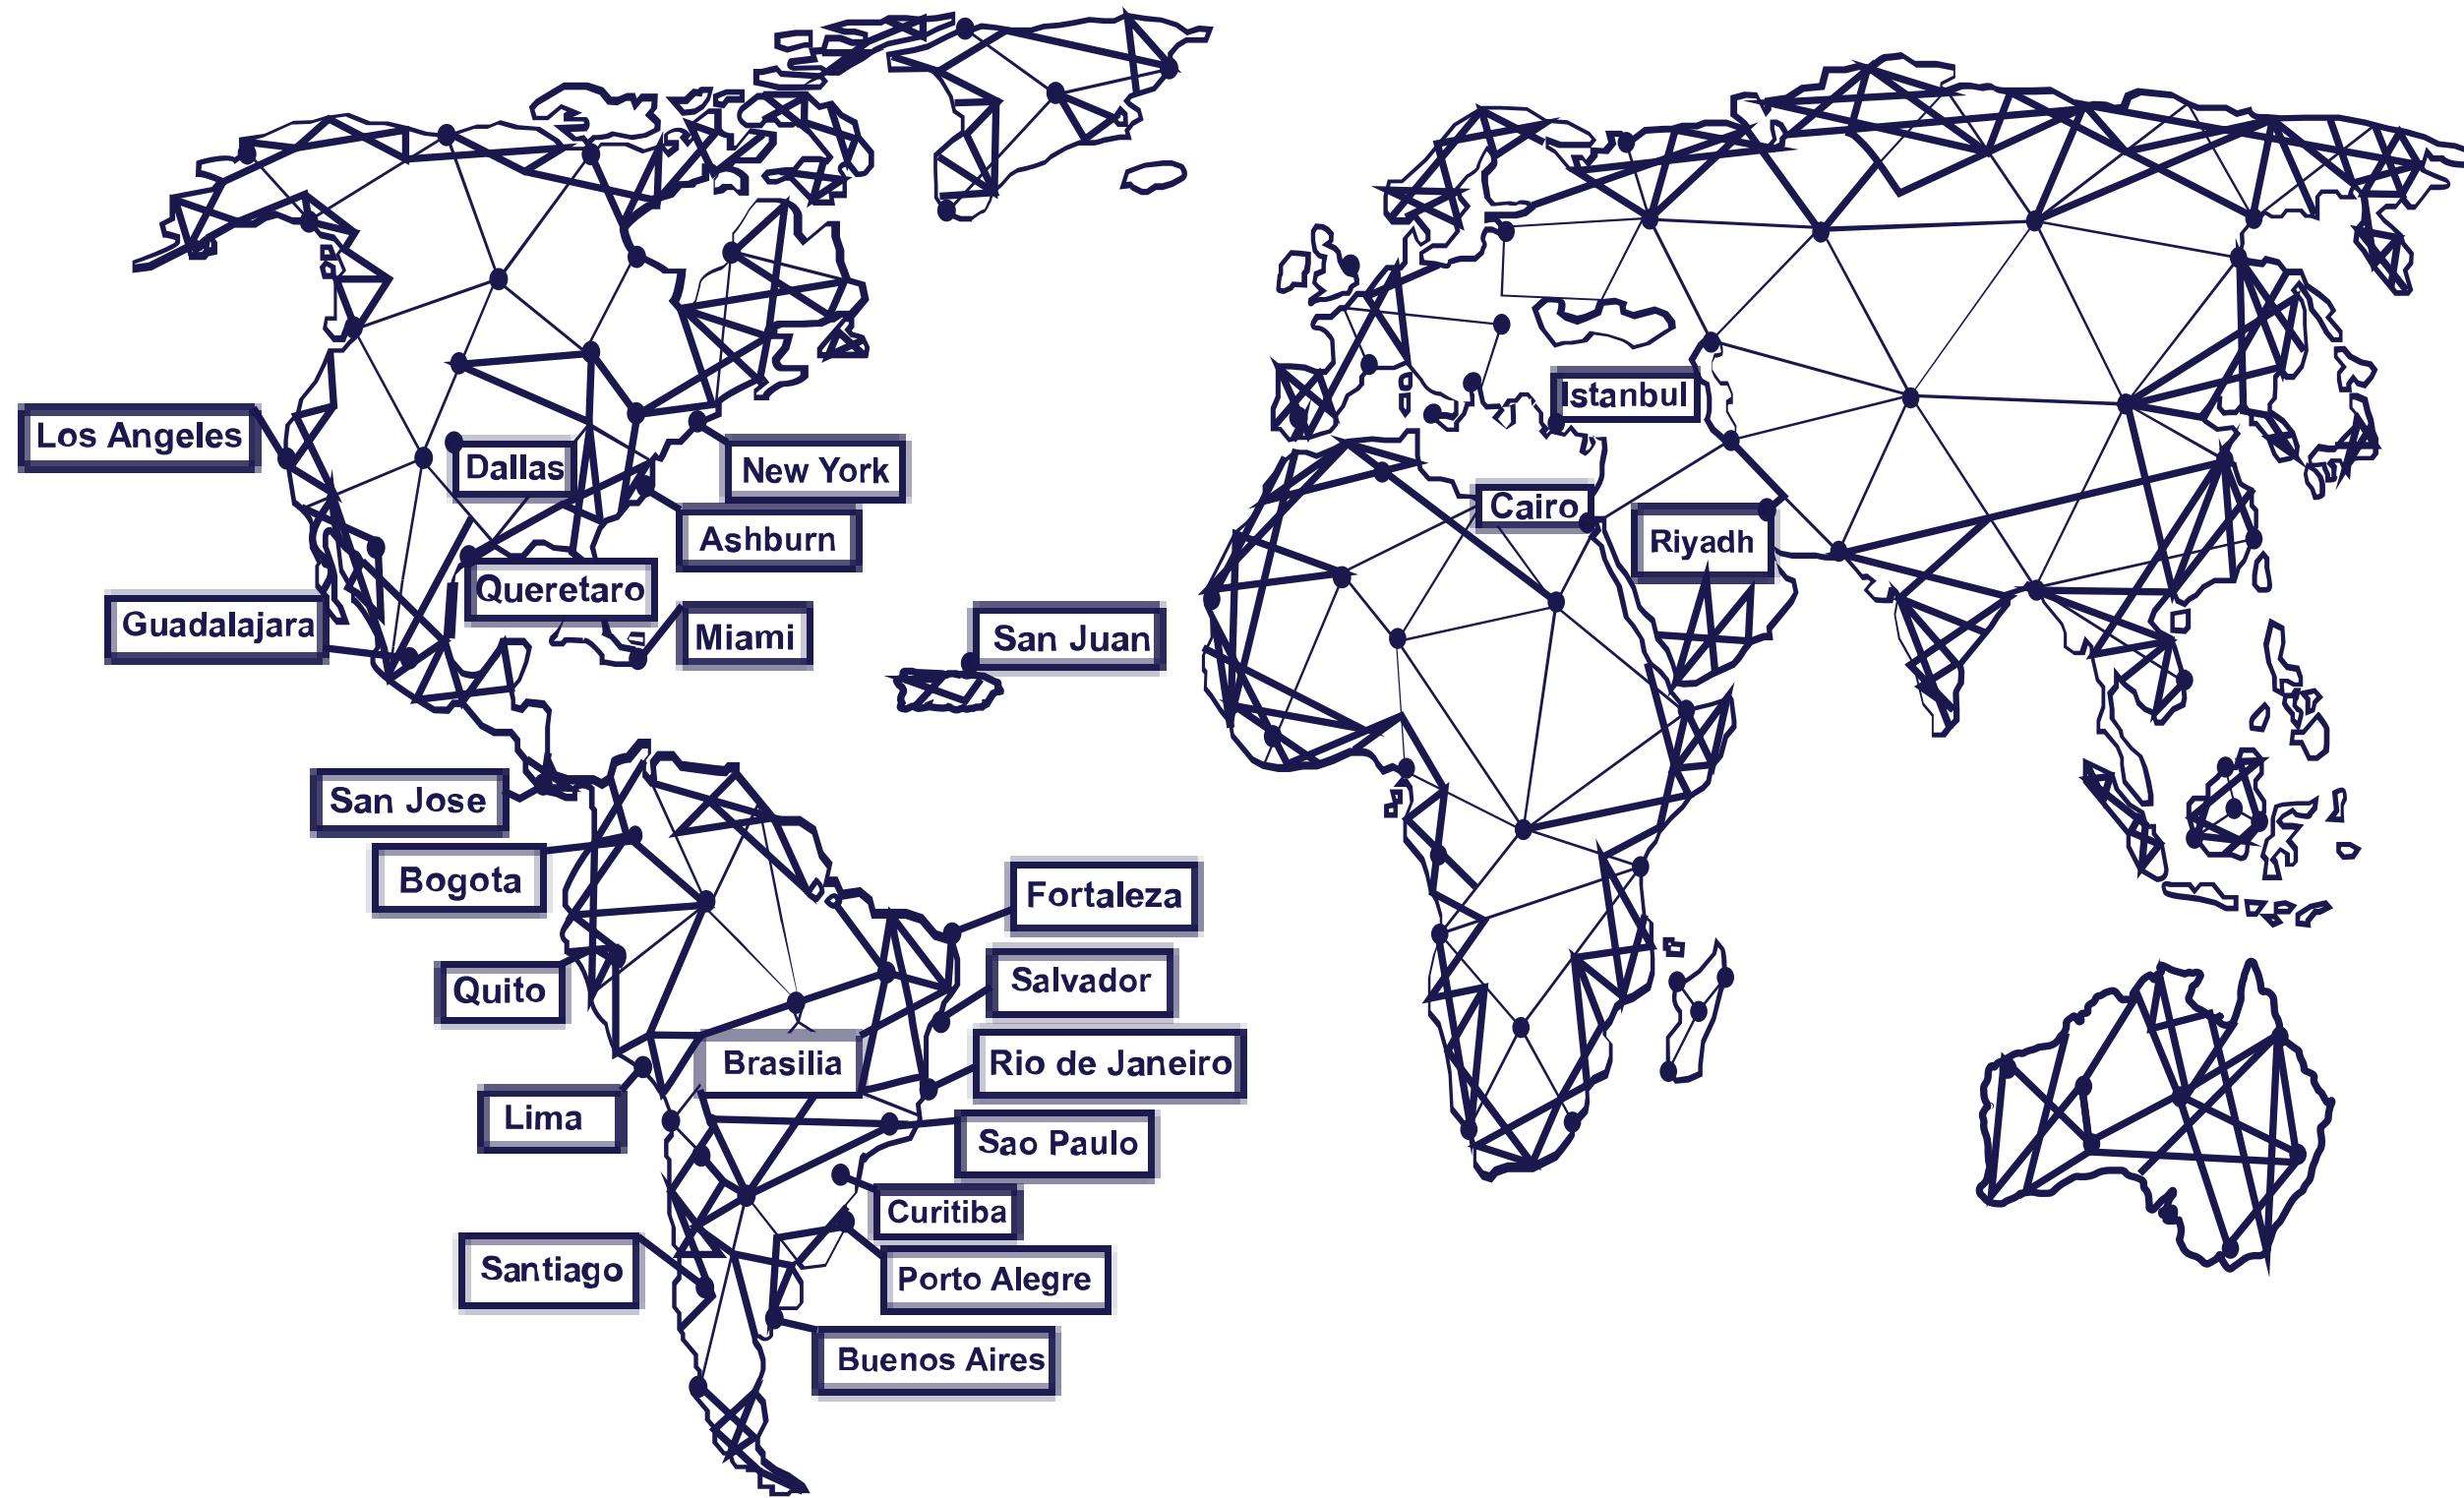 Los Angeles
Dallas
New York
Ashburn
Queretaro
Guadalajara
Miami
San Juan
Istanbul
Cairo
Riyadh
San Jose
Bogota
Fortaleza
Quito
Salvador
Brasilia
Rio de Janeiro
Lima
Sao Paulo
Curitiba
Santiago
Porto Alegre
Buenos Aires